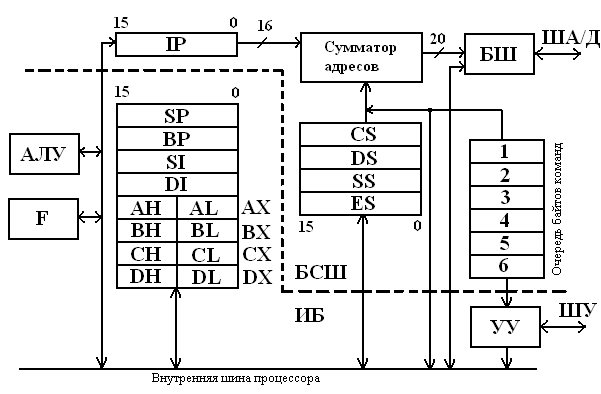 15 0 16
IP
Сумматор
адресов
20
БШ
ША/Д
15 0
SP
BP
SI
DI
AH AL AX
BH BL BX
CH CL CX
DH DL DX
АЛУ
F
CS
DS
SS
ES
15 0
1
2
3
4
5
6
Очередь байтов команд
БСШ
ИБ
УУ
ШУ
Внутренняя шина процессора